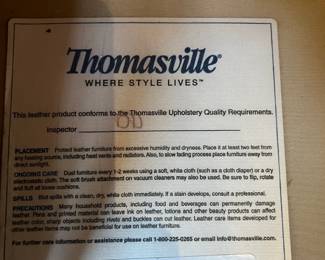 Thomasville®
WHERE STYLE LIVES™
This leather product conforms to the Thomasville Upholstery Quality Requirements.
Inspector
PLACEMENT Protect leather furniture from excessive humidity and dryness. Place it at least two feet from
any heating source, including heat vents and radiators. Also, to slow fading process place furniture away from
direct sunlight.
ONGOING CARE Dust furniture every 1-2 weeks using a soft, white cloth (such as a cloth diaper) or a dry
electrostatic cloth. The soft brush attachment on vacuum cleaners may also be used. Be sure to flip, rotate
and fluff all loose cushions.
SPILLS Blot spills with a clean, dry, white cloth immediately. If a stain develops, consult a professional.
PRECAUTIONS Many household products, including food and beverages can permanently damage
leather. Pens and printed material can leave ink on leather, lotions and other beauty products can affect
leather color, sharp objects including rivets and buckles can cut leather. Leather care items developed for
other leather items may not be beneficial for use on leather furniture.
For further care information or assistance please call 1-800-225-0265 or email info@thomasville.com.